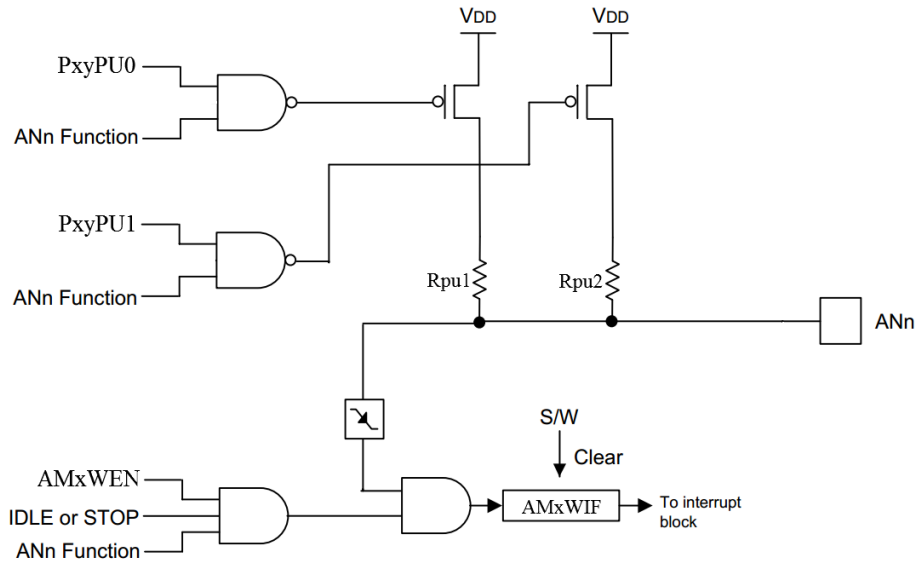 VDD
VDD
PxyPU0
ANn Function
PxyPU1
ANn Function
Rpu1
Rpu2
ANn
S/W
Clear
AMxWEN
IDLE or STOP
ANn Function
AMxWIF
To interrupt
block